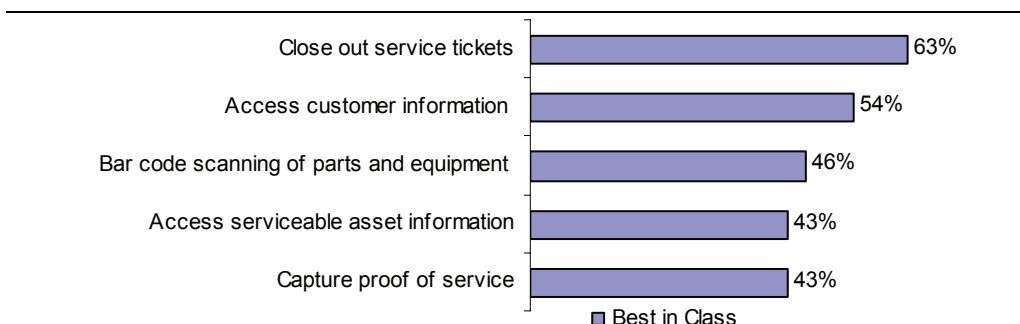 Close out service tickets 63%
Access customer information 54%
Bar code scanning of parts and equipment 46%
Access serviceable asset information 43%
Capture proof of service 43%
Best in Class